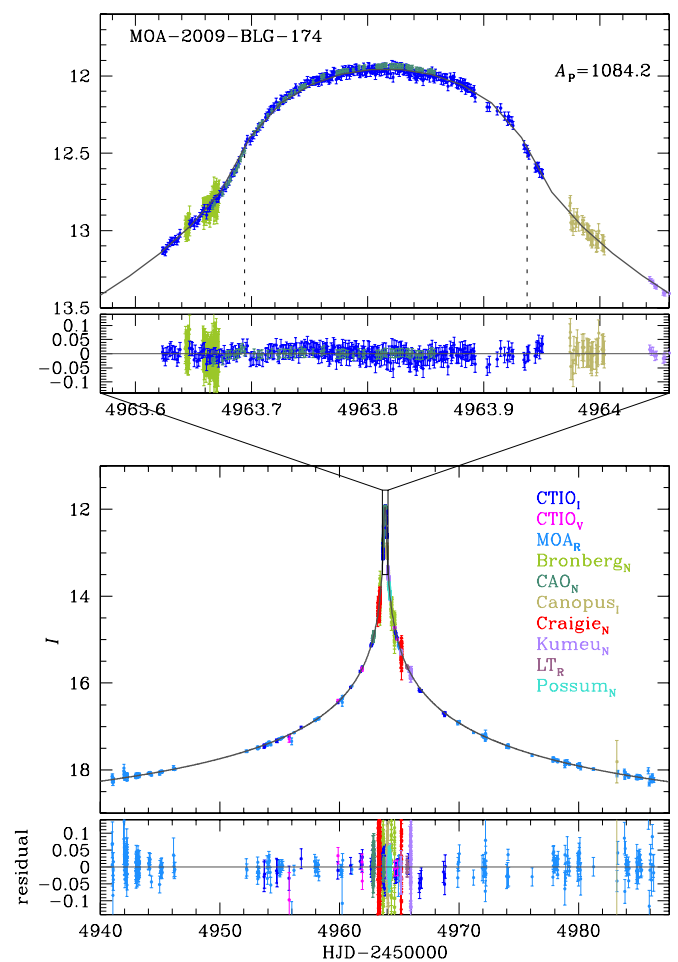 MOA-2009-BLG-174
A_P=1084.2
12
12.5
13
13.5
0.1
0.05
0
-0.05
-0.1
4963.6 4963.7 4963.8 4963.9 4964
12
14
16
18
I
CTIO_I
CTIO_V
MOA_R
Bronberg_N
CAO_N
Canopus_I
Craigie_N
Kumeu_N
LT_R
Possum_N
0.1
0.05
0
-0.05
-0.1
residual
4940 4950 4960 4970 4980
HJD-2450000